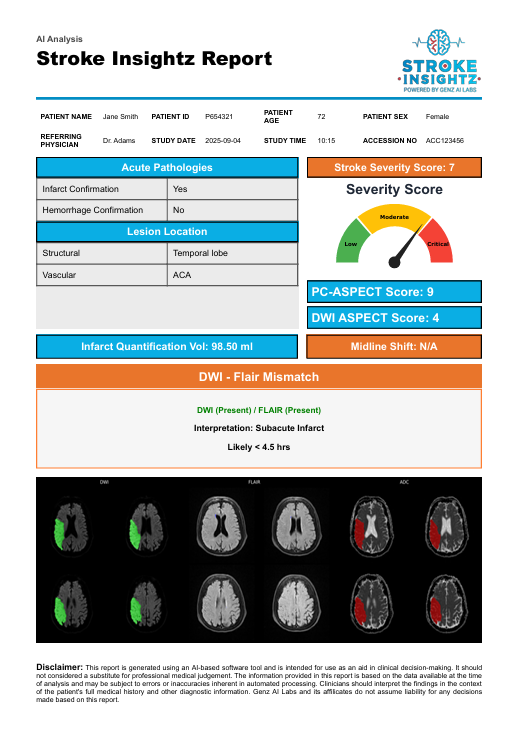 AI Analysis
Stroke Insightz Report
STROKE
INSIGHTZ
POWERED BY GENZ AI LABS
PATIENT NAME Jane Smith PATIENT ID P654321 PATIENT AGE 72 PATIENT SEX Female
REFERRING PHYSICIAN Dr. Adams STUDY DATE 2025-09-04 STUDY TIME 10:15 ACCESSION NO ACC123456
Acute Pathologies
Infarct Confirmation Yes
Hemorrhage Confirmation No
Lesion Location
Structural Temporal lobe
Vascular ACA
Stroke Severity Score: 7
Severity Score
Low Moderate Critical
PC-ASPECT Score: 9
DWI ASPECT Score: 4
Infarct Quantification Vol: 98.50 ml
Midline Shift: N/A
DWI - Flair Mismatch
DWI (Present) / FLAIR (Present)
Interpretation: Subacute Infarct
Likely < 4.5 hrs
DWI FLAIR ADC
Disclaimer: This report is generated using an AI-based software tool and is intended for use as an aid in clinical decision-making. It should
not considered a substitute for professional medical judgement. The information provided in this report is based on the data available at the time
of analysis and may be subject to errors or inaccuracies inherent in automated processing. Clinicians should interpret the findings in the context
of the patient's full medical history and other diagnostic information. Genz AI Labs and its affilicates do not assume liability for any decisions
made based on this report.